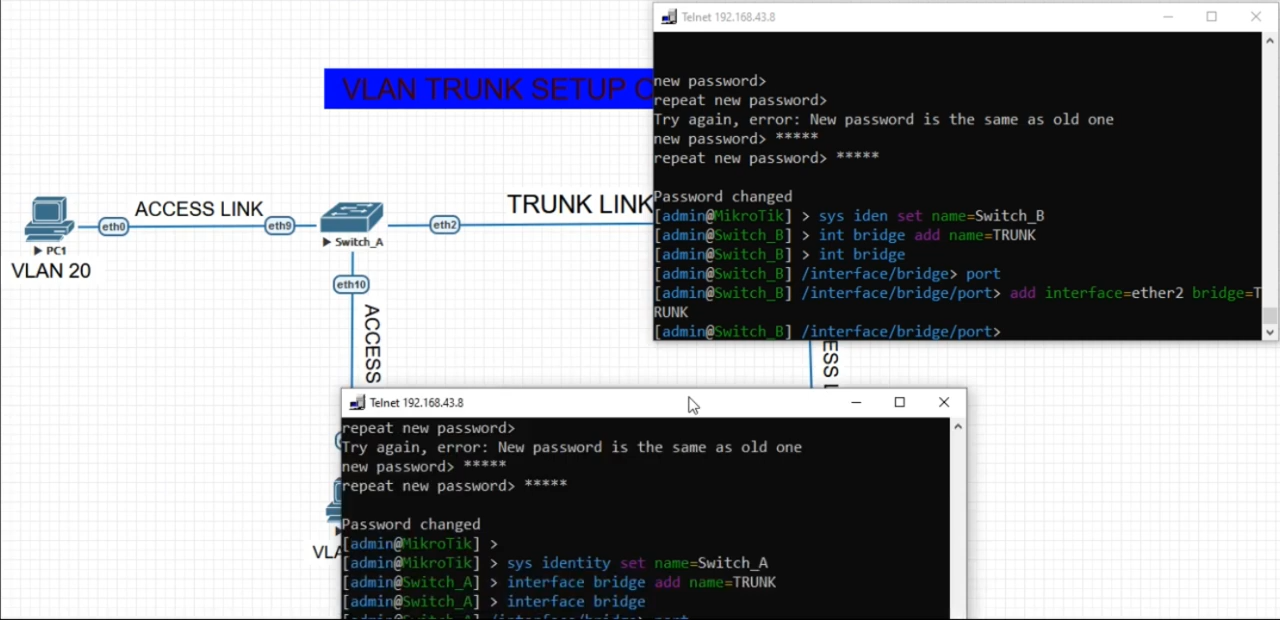 VLAN TRUNK SETUP
ACCESS LINK
TRUNK LINK
eth0
eth9
eth2
PC1
Switch_A
VLAN 20
eth10
ACCESS
Telnet 192.168.43.8
new password>
repeat new password>
Try again, error: New password is the same as old one
new password> *****
repeat new password> *****
Password changed
[admin@MikroTik] > sys iden set name=Switch_B
[admin@Switch_B] > int bridge add name=TRUNK
[admin@Switch_B] > int bridge
[admin@Switch_B] /interface/bridge> port
[admin@Switch_B] /interface/bridge/port> add interface=ether2 bridge=T
RUNK
[admin@Switch_B] /interface/bridge/port>
Telnet 192.168.43.8
repeat new password>
Try again, error: New password is the same as old one
new password> *****
repeat new password> *****
Password changed
[admin@MikroTik] >
[admin@MikroTik] > sys identity set name=Switch_A
[admin@Switch_A] > interface bridge add name=TRUNK
[admin@Switch_A] > interface bridge